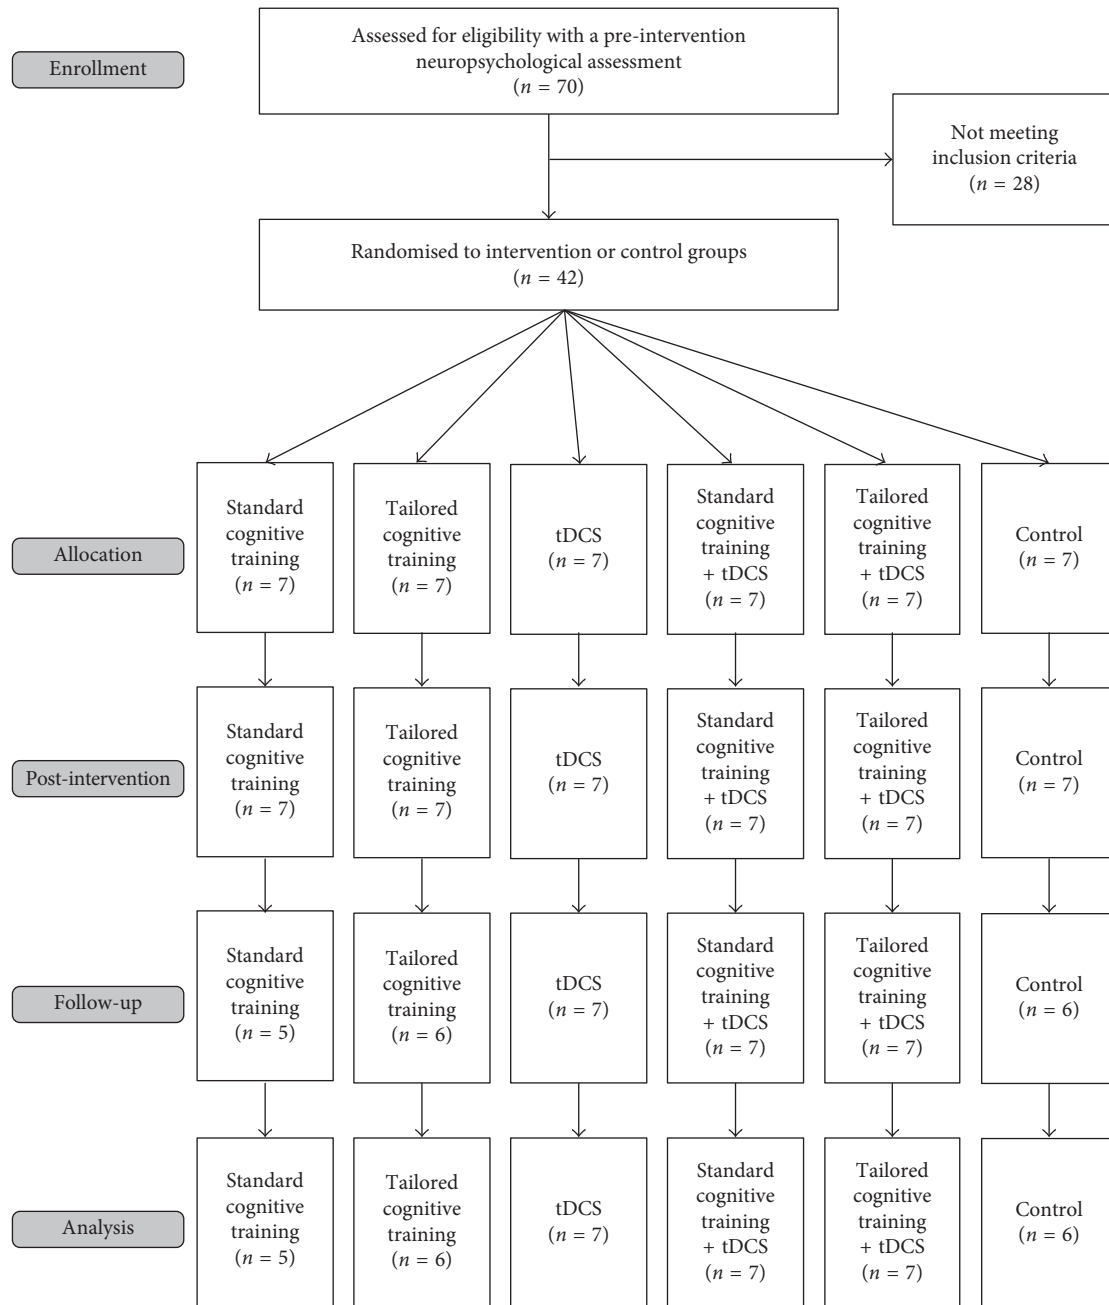 Enrollment
Assessed for eligibility with a pre-intervention
neuropsychological assessment
(n = 70)
Not meeting
inclusion criteria
(n = 28)
Randomised to intervention or control groups
(n = 42)
Allocation
Standard
cognitive
training
(n = 7)
Tailored
cognitive
training
(n = 7)
tDCS
(n = 7)
Standard
cognitive
training
+ tDCS
(n = 7)
Tailored
cognitive
training
+ tDCS
(n = 7)
Control
(n = 7)
Post-intervention
Standard
cognitive
training
(n = 7)
Tailored
cognitive
training
(n = 7)
tDCS
(n = 7)
Standard
cognitive
training
+ tDCS
(n = 7)
Tailored
cognitive
training
+ tDCS
(n = 7)
Control
(n = 7)
Follow-up
Standard
cognitive
training
(n = 5)
Tailored
cognitive
training
(n = 6)
tDCS
(n = 7)
Standard
cognitive
training
+ tDCS
(n = 7)
Tailored
cognitive
training
+ tDCS
(n = 7)
Control
(n = 6)
Analysis
Standard
cognitive
training
(n = 5)
Tailored
cognitive
training
(n = 6)
tDCS
(n = 7)
Standard
cognitive
training
+ tDCS
(n = 7)
Tailored
cognitive
training
+ tDCS
(n = 7)
Control
(n = 6)